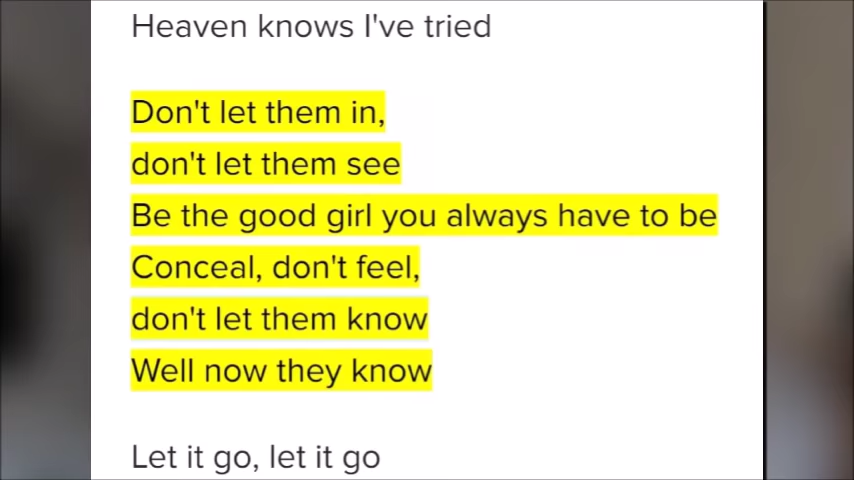 Heaven knows I've tried
Don't let them in,
don't let them see
Be the good girl you always have to be
Conceal, don't feel,
don't let them know
Well now they know
Let it go, let it go